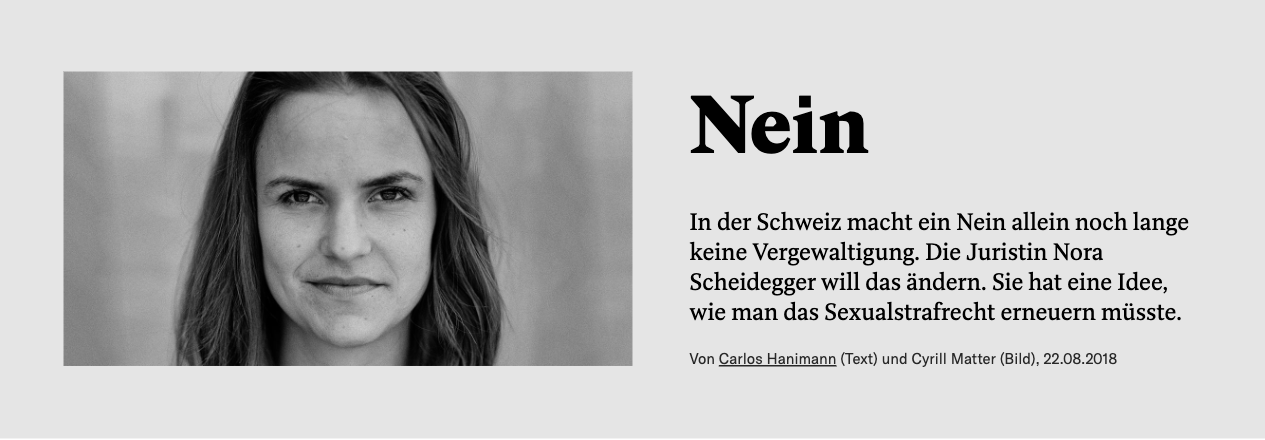 Nein
In der Schweiz macht ein Nein allein noch lange
keine Vergewaltigung. Die Juristin Nora
Scheidegger will das ändern. Sie hat eine Idee,
wie man das Sexualstrafrecht erneuern müsste.
Von Carlos Hanimann (Text) und Cyrill Matter (Bild), 22.08.2018